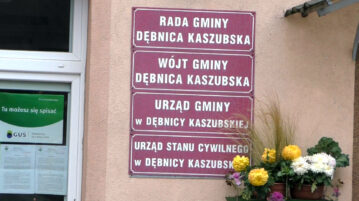 RADA GMINY
DĘBNICA KASZUBSKA
WÓJT GMINY
DĘBNICA KASZUBSKA
URZĄD GMINY
w DĘBNICY KASZUBSKIEJ
URZĄD STANU CYWILNEGO
w DĘBNICY KASZUBSK
Tu możesz się spisać
GUS